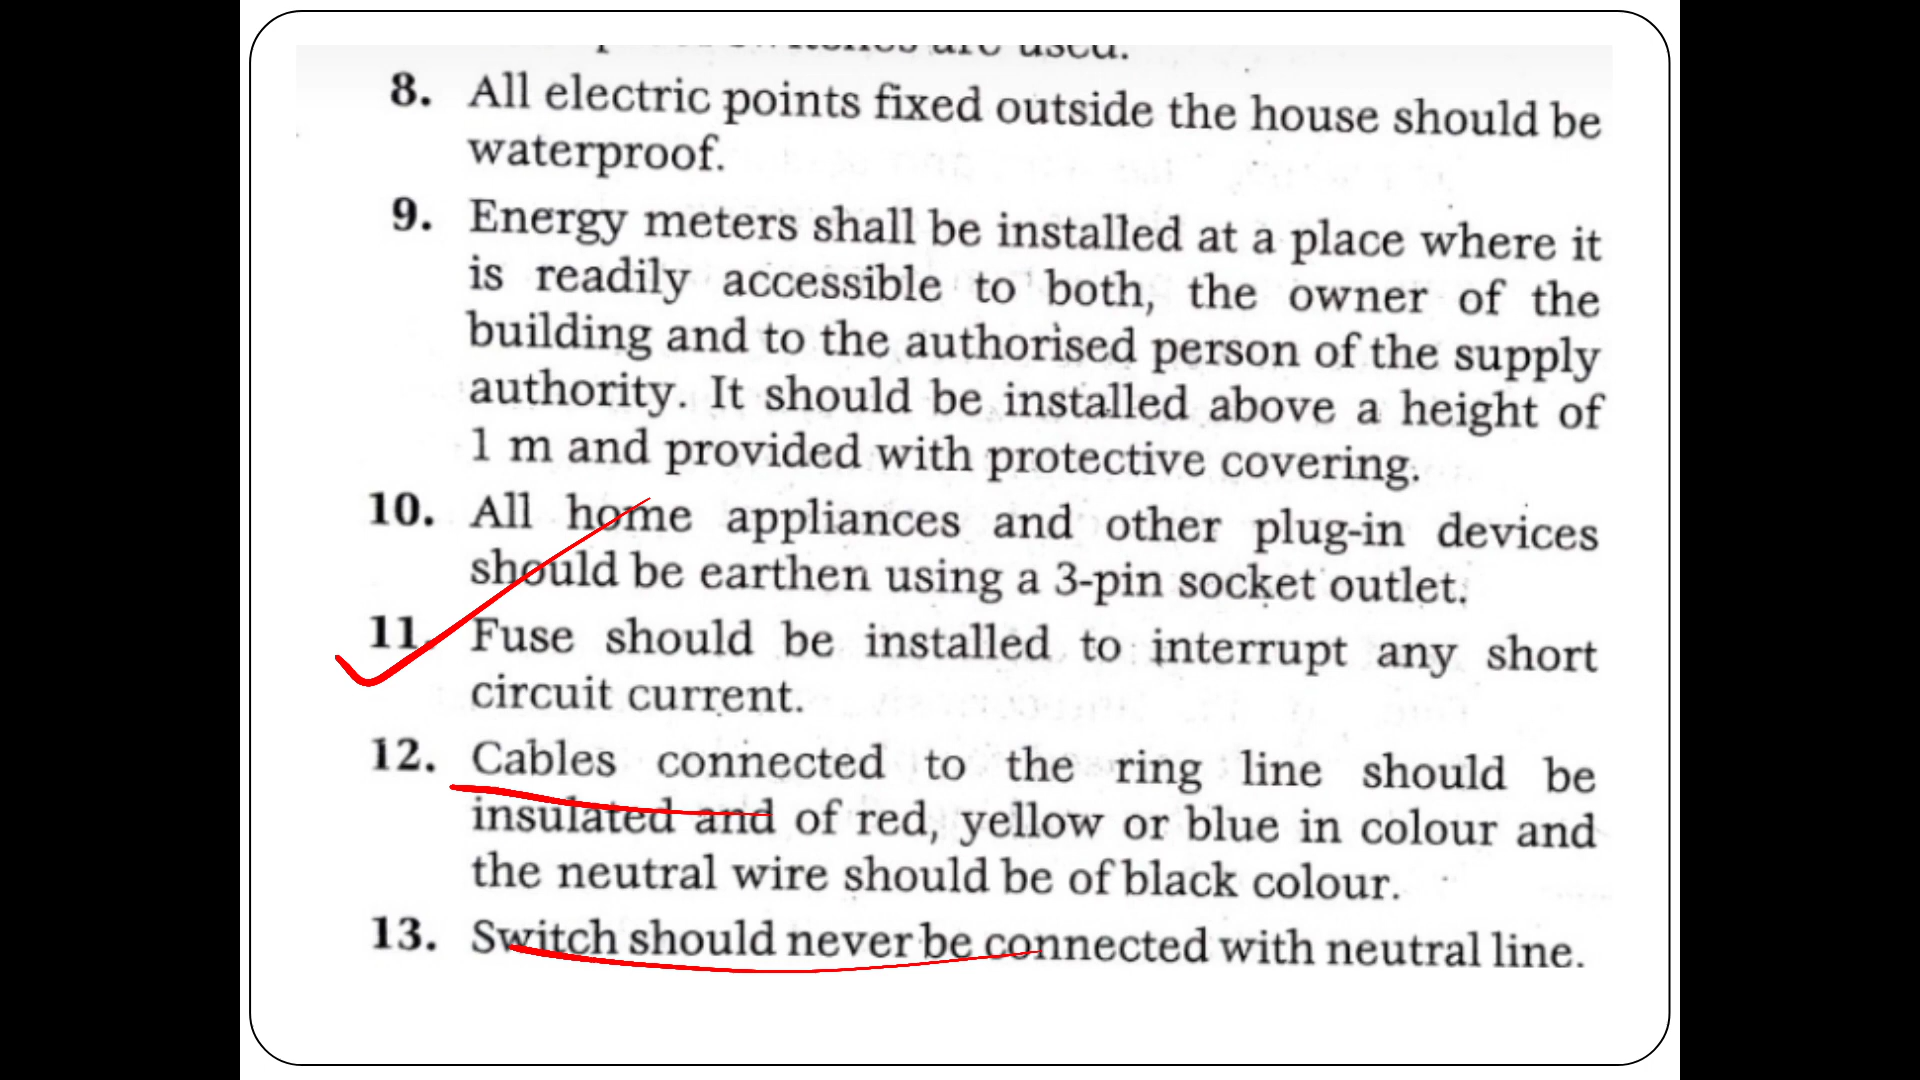 switches are used.
8. All electric points fixed outside the house should be
waterproof.
9. Energy meters shall be installed at a place where it
is readily accessible to both, the owner of the
building and to the authorised person of the supply
authority. It should be installed above a height of
1 m and provided with protective covering.
10. All home appliances and other plug-in devices
should be earthen using a 3-pin socket outlet.
11. Fuse should be installed to interrupt any short
circuit current.
12. Cables connected to the ring line should be
insulated and of red, yellow or blue in colour and
the neutral wire should be of black colour.
13. Switch should never be connected with neutral line.